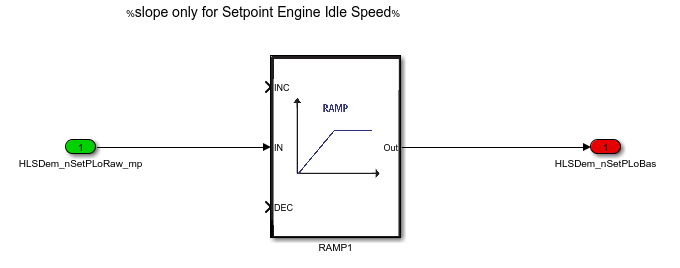 %slope only for Setpoint Engine Idle Speed%
INC
RAMP
1
IN
Out
1
HLSDem_nSetPLoRaw_mp
HLSDem_nSetPLoBas
DEC
RAMP1